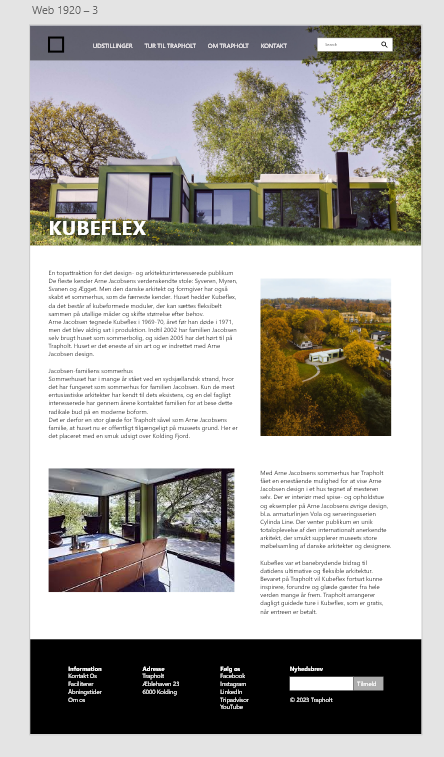 Web 1920 – 3
UDSTILLINGER
TUR TIL TRAPHOLT
OM TRAPHOLT
KONTAKT
Search
KUBEFLEX
En topattraktion for det design- og arkitekturinteresserede publikum
De fleste kender Arne Jacobsens verdenskendte stole: Syveren, Myren,
Svanen og Ægget. Men den danske arkitekt og formgiver har også
skabt et sommerhus, som de færreste kender. Huset hedder Kubeflex,
da det består af kubeformede moduler, der kan sættes fleksibelt
sammen på utallige måder og skifte størrelse efter behov.
Arne Jacobsen tegnede Kubeflex i 1969-70, året før han døde i 1971,
men det blev aldrig sat i produktion. Indtil 2002 har familien Jacobsen
selv brugt huset som sommerbolig, og siden 2005 har det hørt til på
Trapholt. Huset er det eneste af sin art og er indrettet med Arne
Jacobsen design.
Jacobsen-familiens sommerhus
Sommerhuset har i mange år stået ved en sydsjællandsk strand, hvor
det har fungeret som sommerhus for familien Jacobsen. Kun de mest
entusiastiske arkitekter har kendt til dets eksistens, og en del fagligt
interesserede har gennem årene kontaktet familien for at bese dette
radikale bud på en moderne boform.
Det er derfor en stor glæde for Trapholt såvel som Arne Jacobsens
familie, at huset nu er offentligt tilgængeligt på museets grund. Her er
det placeret med en smuk udsigt over Kolding Fjord.
Med Arne Jacobsens sommerhus har Trapholt
fået en enestående mulighed for at vise Arne
Jacobsen design i et hus tegnet af mesteren
selv. Der er interiør med spise- og opholdstue
og eksempler på Arne Jacobsens øvrige design,
bl.a. armaturlinjen Vola og serveringsserien
Cylinda Line. Der venter publikum en unik
totaloplevelse af den internationalt anerkendte
arkitekt, der smukt supplerer museets store
møbelsamling af danske arkitekter og designere.
Kubeflex var et banebrydende bidrag til
datidens ultimative og fleksible arkitektur.
Bevaret på Trapholt vil Kubeflex fortsat kunne
inspirere, forundre og glæde gæster fra hele
verden mange år frem. Trapholt arrangerer
dagligt guidede ture i Kubeflex, som er gratis,
når entreen er betalt.
Information
Kontakt Os
Faciliteter
Åbningstider
Om os
Adresse
Trapholt
Æblehaven 23
6000 Kolding
Følg os
Facebook
Instagram
LinkedIn
Tripadvisor
YouTube
Nyhedsbrev
Tilmeld
© 2023 Trapholt